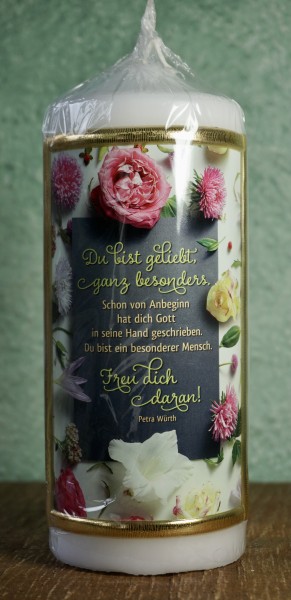 Du bist geliebt,
ganz besonders.
Schon von Anbeginn
hat dich Gott
in seine Hand geschrieben.
Du bist ein besonderer Mensch.
Freu dich
daran!
Petra Würth